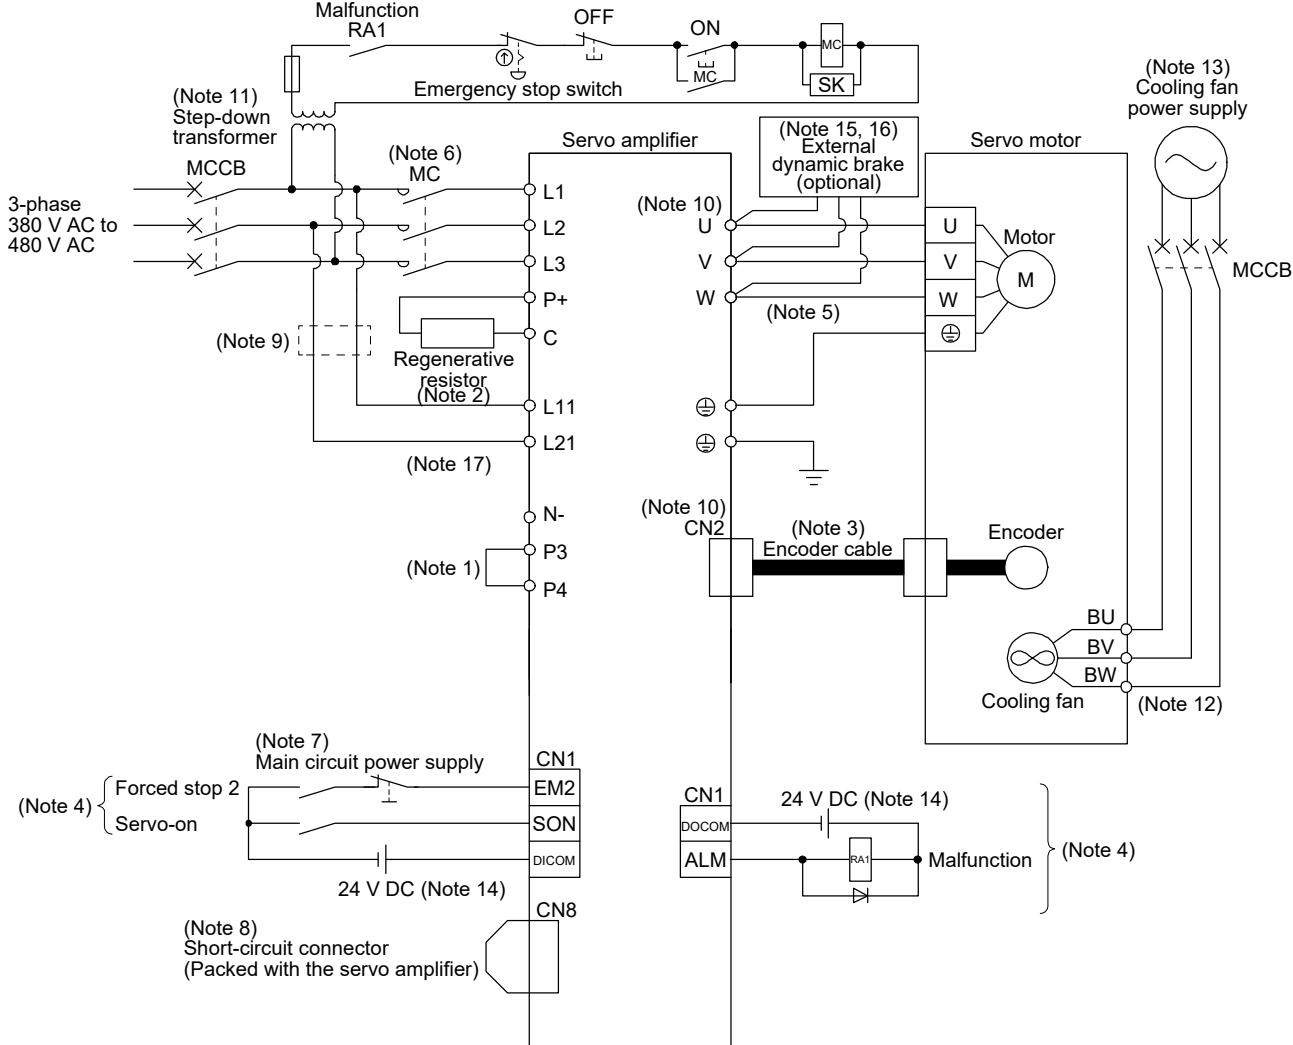 Malfunction
RA1
OFF
ON
MC
MC
SK
Emergency stop switch
(Note 11)
Step-down
transformer
MCCB
(Note 6)
MC
3-phase
380 V AC to
480 V AC
Servo amplifier
L1
L2
L3
P+
C
(Note 9)
Regenerative
resistor
(Note 2)
L11
L21
(Note 17)
N-
P3
(Note 1)
P4
(Note 15, 16)
External
dynamic brake
(optional)
(Note 10)
U
V
W
(Note 5)
Servo motor
U
V
W
Motor
M
(Note 13)
Cooling fan
power supply
MCCB
(Note 10)
CN2
(Note 3)
Encoder cable
Encoder
BU
BV
BW
Cooling fan
(Note 12)
(Note 7)
Main circuit power supply
(Note 4)
Forced stop 2
Servo-on
CN1
EM2
SON
DICOM
24 V DC (Note 14)
CN8
(Note 8)
Short-circuit connector
(Packed with the servo amplifier)
CN1
DOCOM
ALM
24 V DC (Note 14)
RA1
Malfunction
(Note 4)